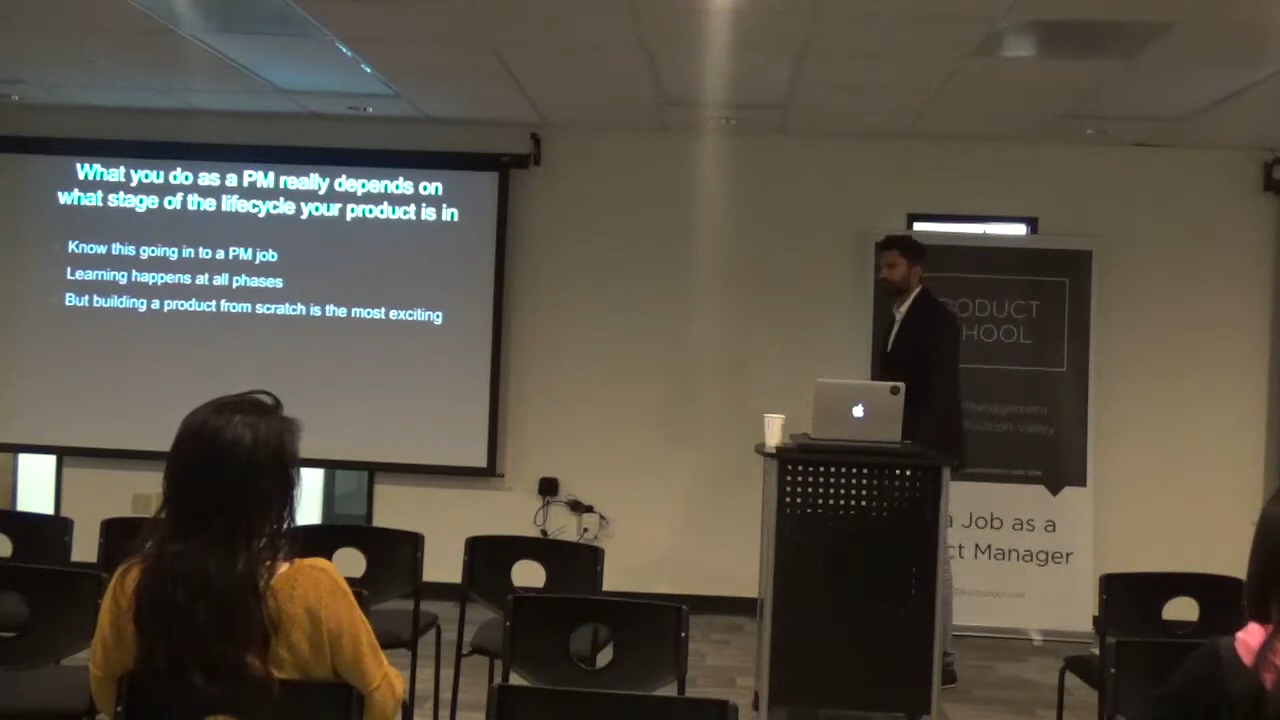 What you do as a PM really depends on
what stage of the lifecycle your product is in
Know this going in to a PM job
Learning happens at all phases
But building a product from scratch is the most exciting
ODUCT
HOOL
a Job as a
ct Manager